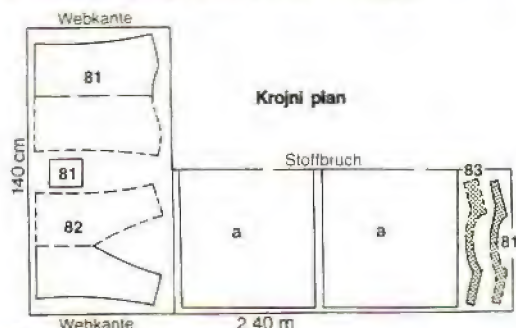 Webkante
81
Krojni plan
140 cm
81
82
Stoffbruch
83
a
a
81
Webkante
2.40 m